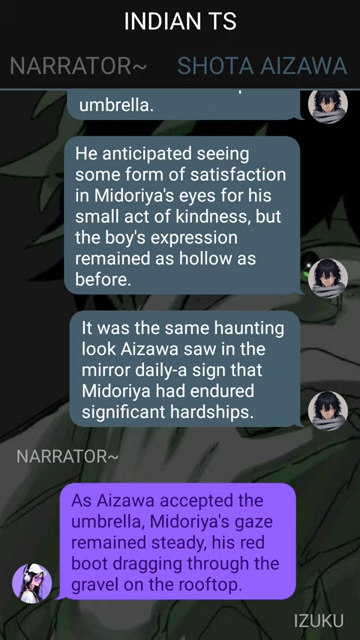 INDIAN TS
NARRATOR~ SHOTA AIZAWA
umbrella.
He anticipated seeing
some form of satisfaction
in Midoriya's eyes for his
small act of kindness, but
the boy's expression
remained as hollow as
before.
It was the same haunting
look Aizawa saw in the
mirror daily-a sign that
Midoriya had endured
significant hardships.
NARRATOR~
As Aizawa accepted the
umbrella, Midoriya's gaze
remained steady, his red
boot dragging through the
gravel on the rooftop.
IZUKU